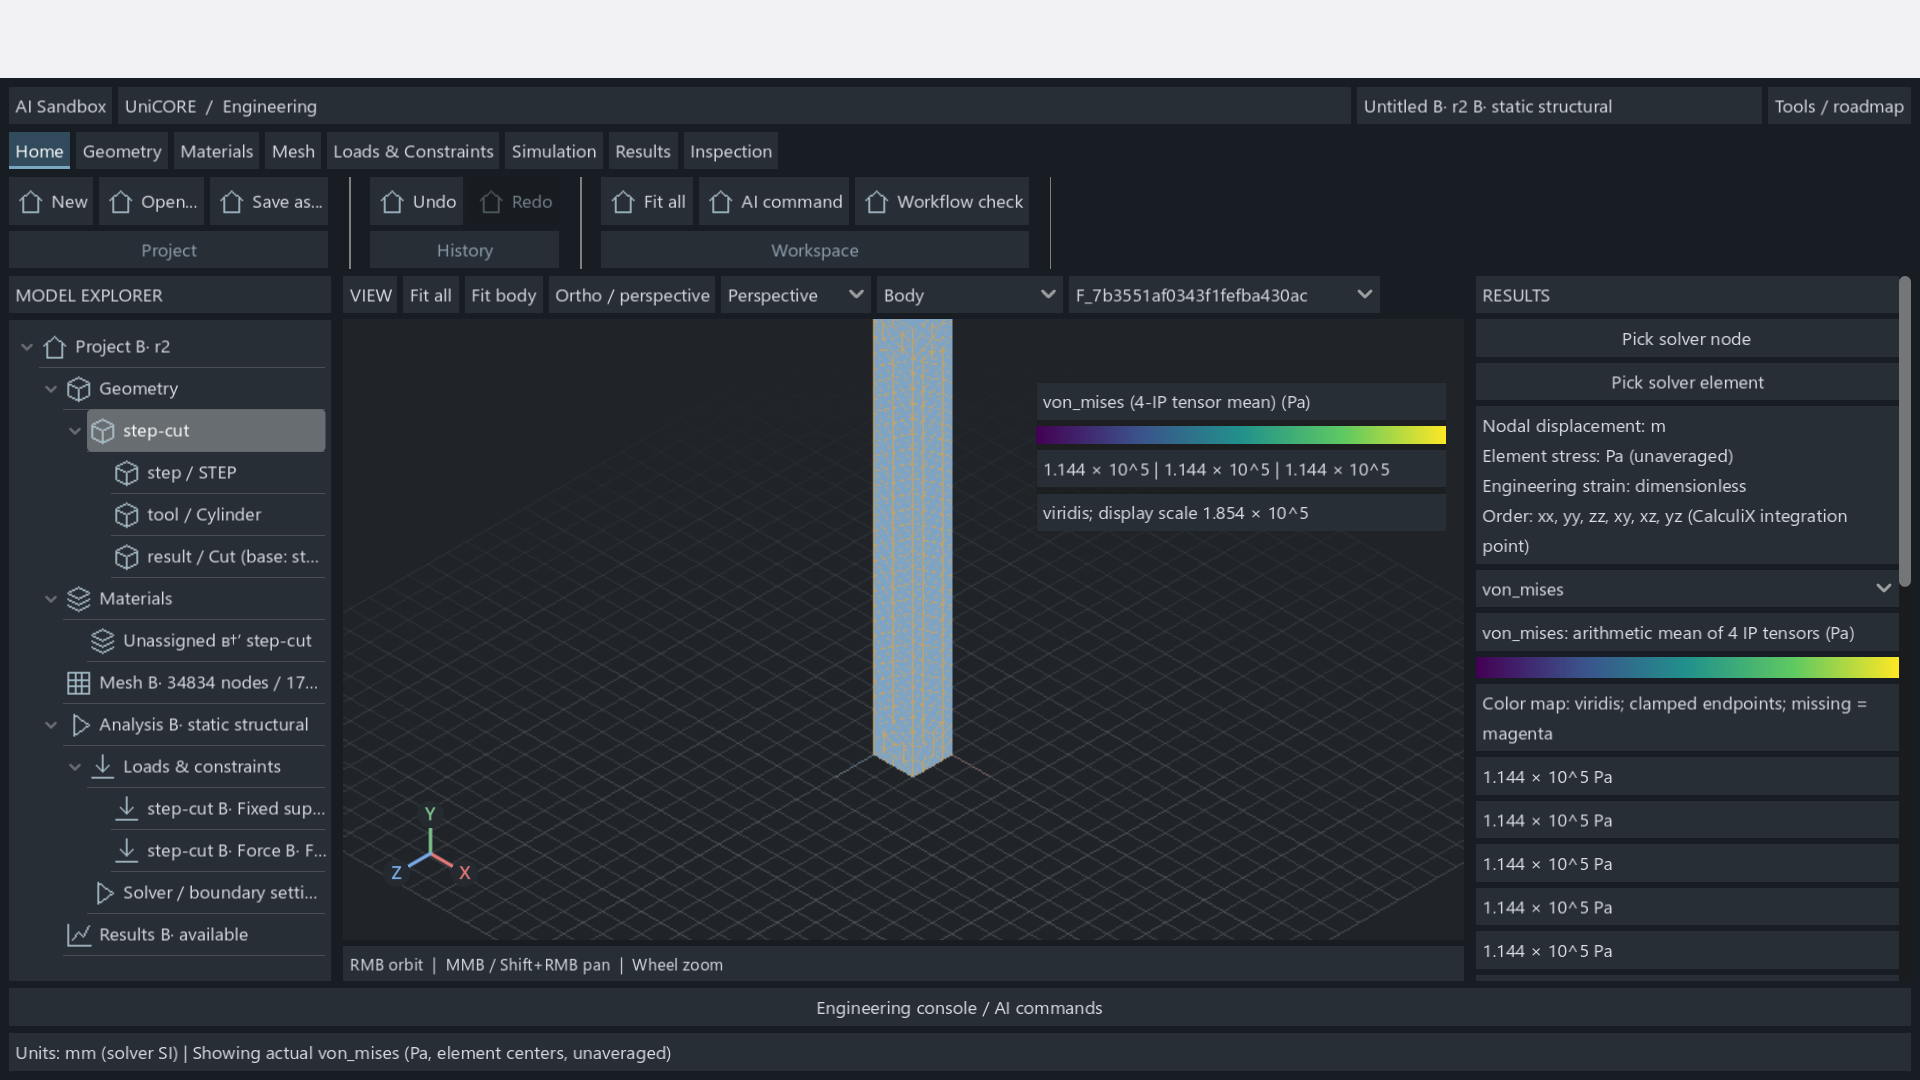 AI Sandbox
UniCORE / Engineering
Untitled В· r2 В· static structural
Tools / roadmap
Home
Geometry
Materials
Mesh
Loads & Constraints
Simulation
Results
Inspection
New
Open...
Save as...
Undo
Redo
Fit all
AI command
Workflow check
Project
History
Workspace
MODEL EXPLORER
VIEW
Fit all
Fit body
Ortho / perspective
Perspective
Body
F_7b3551af0343f1fefba430ac
RESULTS
Project В· r2
Geometry
step-cut
step / STEP
tool / Cylinder
result / Cut (base: st...
Materials
Unassigned в†’ step-cut
Mesh В· 34834 nodes / 17...
Analysis В· static structural
Loads & constraints
step-cut В· Fixed sup...
step-cut В· Force В· F...
Solver / boundary setti...
Results В· available
von_mises (4-IP tensor mean) (Pa)
1.144 × 10^5 | 1.144 × 10^5 | 1.144 × 10^5
viridis; display scale 1.854 × 10^5
Y
Z
X
RMB orbit | MMB / Shift+RMB pan | Wheel zoom
Pick solver node
Pick solver element
Nodal displacement: m
Element stress: Pa (unaveraged)
Engineering strain: dimensionless
Order: xx, yy, zz, xy, xz, yz (CalculiX integration
point)
von_mises
von_mises: arithmetic mean of 4 IP tensors (Pa)
Color map: viridis; clamped endpoints; missing =
magenta
1.144 × 10^5 Pa
1.144 × 10^5 Pa
1.144 × 10^5 Pa
1.144 × 10^5 Pa
1.144 × 10^5 Pa
Engineering console / AI commands
Units: mm (solver SI) | Showing actual von_mises (Pa, element centers, unaveraged)